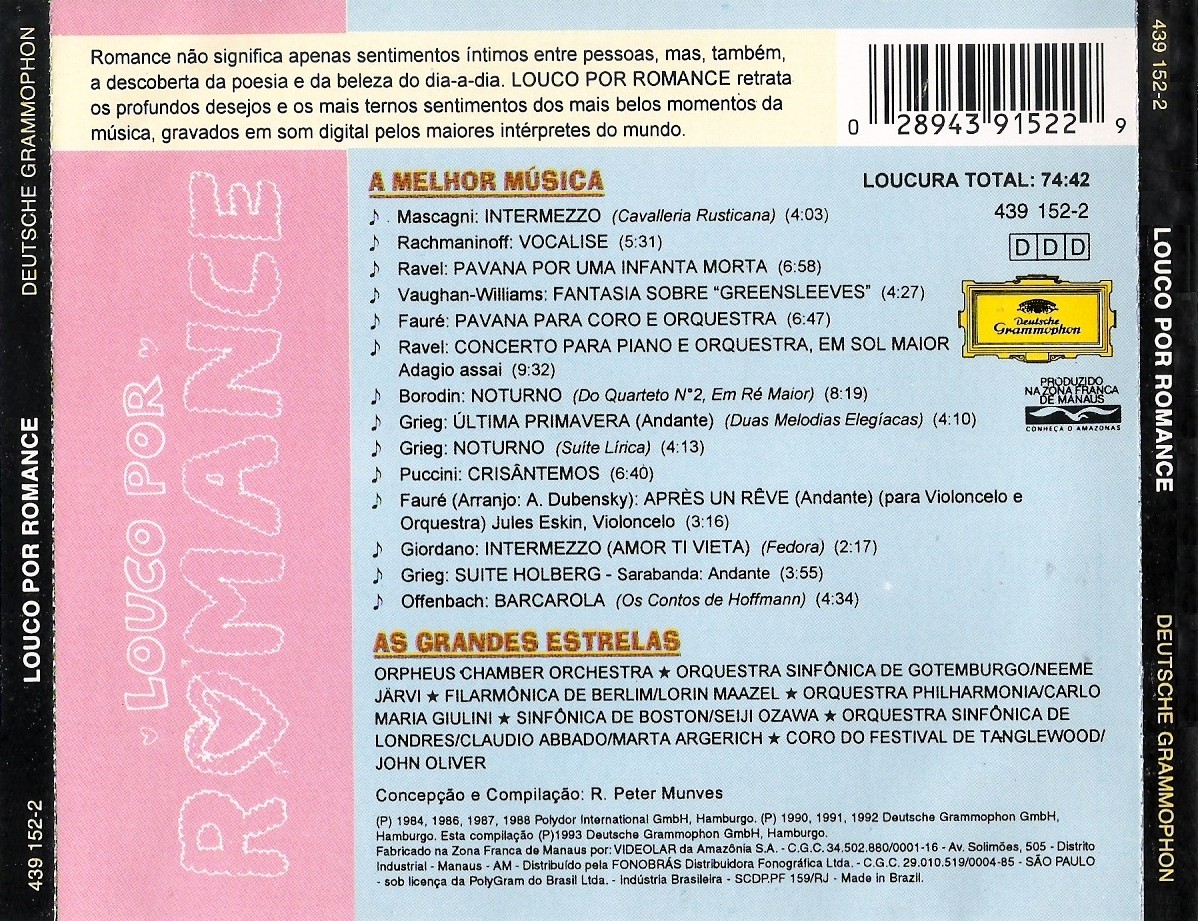 DEUTSCHE GRAMMOPHON
LOUCO POR ROMANCE
439 152-2
Romance não significa apenas sentimentos íntimos entre pessoas, mas, também,
a descoberta da poesia e da beleza do dia-a-dia. LOUCO POR ROMANCE retrata
os profundos desejos e os mais ternos sentimentos dos mais belos momentos da
música, gravados em som digital pelos maiores intérpretes do mundo.
0 28943 91522 9
LOUCO POR
ROMANCE
A MELHOR MÚSICA
LOUCURA TOTAL: 74:42
439 152-2
DDD
Deutsche
Grammophon
PRODUZIDO
NA ZONA FRANCA
DE MANAUS
CONHEÇA O AMAZONAS
♪ Mascagni: INTERMEZZO (Cavalleria Rusticana) (4:03)
♪ Rachmaninoff: VOCALISE (5:31)
♪ Ravel: PAVANA POR UMA INFANTA MORTA (6:58)
♪ Vaughan-Williams: FANTASIA SOBRE “GREENSLEEVES” (4:27)
♪ Fauré: PAVANA PARA CORO E ORQUESTRA (6:47)
♪ Ravel: CONCERTO PARA PIANO E ORQUESTRA, EM SOL MAIOR
Adagio assai (9:32)
♪ Borodin: NOTURNO (Do Quarteto N°2, Em Ré Maior) (8:19)
♪ Grieg: ÚLTIMA PRIMAVERA (Andante) (Duas Melodias Elegíacas) (4:10)
♪ Grieg: NOTURNO (Suíte Lírica) (4:13)
♪ Puccini: CRISÂNTEMOS (6:40)
♪ Fauré (Arranjo: A. Dubensky): APRÈS UN RÊVE (Andante) (para Violoncelo e
Orquestra) Jules Eskin, Violoncelo (3:16)
♪ Giordano: INTERMEZZO (AMOR TI VIETA) (Fedora) (2:17)
♪ Grieg: SUITE HOLBERG - Sarabanda: Andante (3:55)
♪ Offenbach: BARCAROLA (Os Contos de Hoffmann) (4:34)
AS GRANDES ESTRELAS
ORPHEUS CHAMBER ORCHESTRA ★ ORQUESTRA SINFÔNICA DE GOTEMBURGO/NEEME
JÄRVI ★ FILARMÔNICA DE BERLIM/LORIN MAAZEL ★ ORQUESTRA PHILHARMONIA/CARLO
MARIA GIULINI ★ SINFÔNICA DE BOSTON/SEIJI OZAWA ★ ORQUESTRA SINFÔNICA DE
LONDRES/CLAUDIO ABBADO/MARTA ARGERICH ★ CORO DO FESTIVAL DE TANGLEWOOD/
JOHN OLIVER
Concepção e Compilação: R. Peter Munves
(P) 1984, 1986, 1987, 1988 Polydor International GmbH, Hamburgo. (P) 1990, 1991, 1992 Deutsche Grammophon GmbH,
Hamburgo. Esta compilação (P)1993 Deutsche Grammophon GmbH, Hamburgo.
Fabricado na Zona Franca de Manaus por: VIDEOLAR da Amazônia S.A. - C.G.C. 34.502.880/0001-16 - Av. Solimões, 505 - Distrito
Industrial - Manaus - AM - Distribuído pela FONOBRÁS Distribuidora Fonográfica Ltda. - C.G.C. 29.010.519/0004-85 - SÃO PAULO
- sob licença da PolyGram do Brasil Ltda. - Indústria Brasileira - SCDP.PF 159/RJ - Made in Brazil.
439 152-2
LOUCO POR ROMANCE
DEUTSCHE GRAMMOPHON